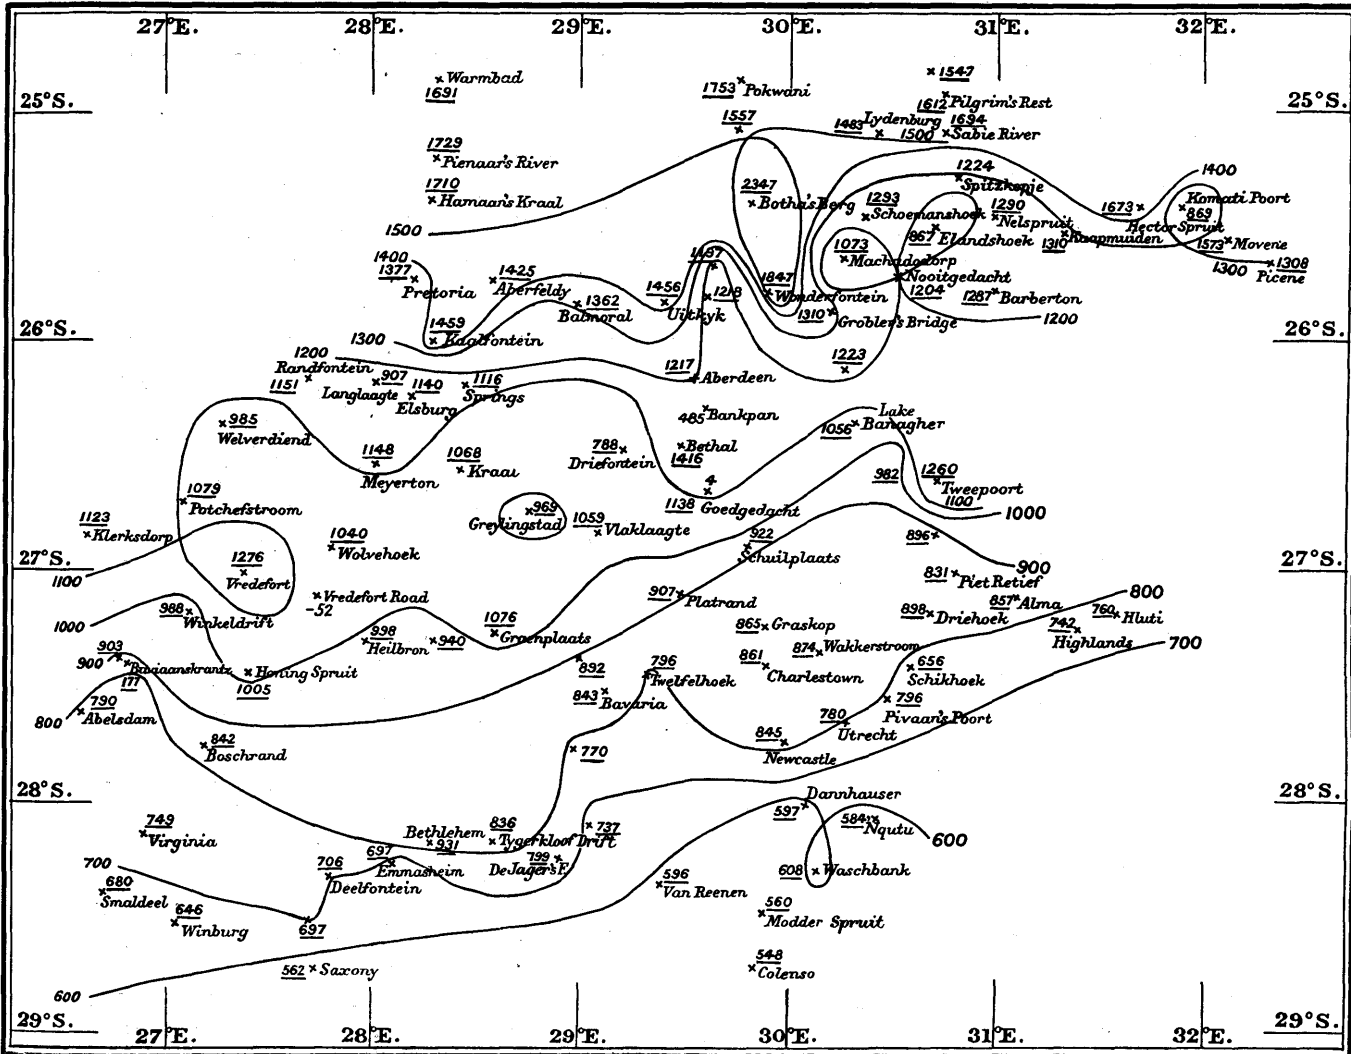 27°E. 28°E. 29°E. 30°E. 31°E. 32°E.
Warmbad
1691
1753 Pokwani
1547
25°S. 25°S.
1612 Pilgrim's Rest
1557
1483 Lydenburg
1500
1694
Sabie River
1729
Pienaar's River
1710
Hamaan's Kraal
1500
2347
Botha's Berg
1224
Spitzkopje
1400
1293
Schoemanshoek
1290
Nelspruit
867 Elandshoek
1673
Hector Spruit
Komati Poort
869
1310 Kaapmuiden
1573 Movene
1300
1308
Picene
1400
1377
Pretoria
1425
Aberfeldy
1362
Balmoral
1456
Uitkyk
1218
1847
Wonderfontein
1073
Machadodorp
Nooitgedacht
1204
1287 Barberton
1310
Grobler's Bridge
1200
1459
Kaalfontein
1300
26°S. 26°S.
1200
Randfontein
1151
Langlaagte
907
1140
Elsburg
1116
Springs
1217
Aberdeen
1223
485 Bankpan
Lake
1056 Banagher
985
Welverdiend
1148
Meyerton
1068
Kraal
788
Driefontein
Bethal
1416
4
1138 Goedgedacht
982
1260
Tweepoort
1100
1000
1079
Potchefstroom
1123
Klerksdorp
969
Greylingstad
1059 Vlaklaagte
1040
Wolvehoek
922
Schuilplaats
896
27°S. 27°S.
1100
1276
Vredefort
900
831
Piet Retief
Vredefort Road
-52
907 Platrand
857 Alma
800
1000
988
Winkeldrift
998
Heilbron
940
1076
Groenplaats
865 Graskop
898 Driehoek
760 Hluti
742
Highlands
874 Wakkerstroom
700
900
903
Baviaanskrantz
177
Honing Spruit
1005
892
796
Twelfelhoek
861
Charlestown
656
Schikhoek
800
790
Abelsdam
843
Bavaria
796
Pivaan's Poort
780
Utrecht
842
Boschrand
770
845
Newcastle
28°S. 28°S.
Dannhauser
597
584
Nqutu
600
749
Virginia
Bethlehem
931
836
Tygerkloof Drift
737
700
697
Emmasheim
799
De Jager's F.
706
Deelfontein
608 Waschbank
680
Smaldeel
596
Van Reenen
646
Winburg
697
560
Modder Spruit
562 Saxony
548
Colenso
600
29°S. 29°S.
27°E. 28°E. 29°E. 30°E. 31°E. 32°E.